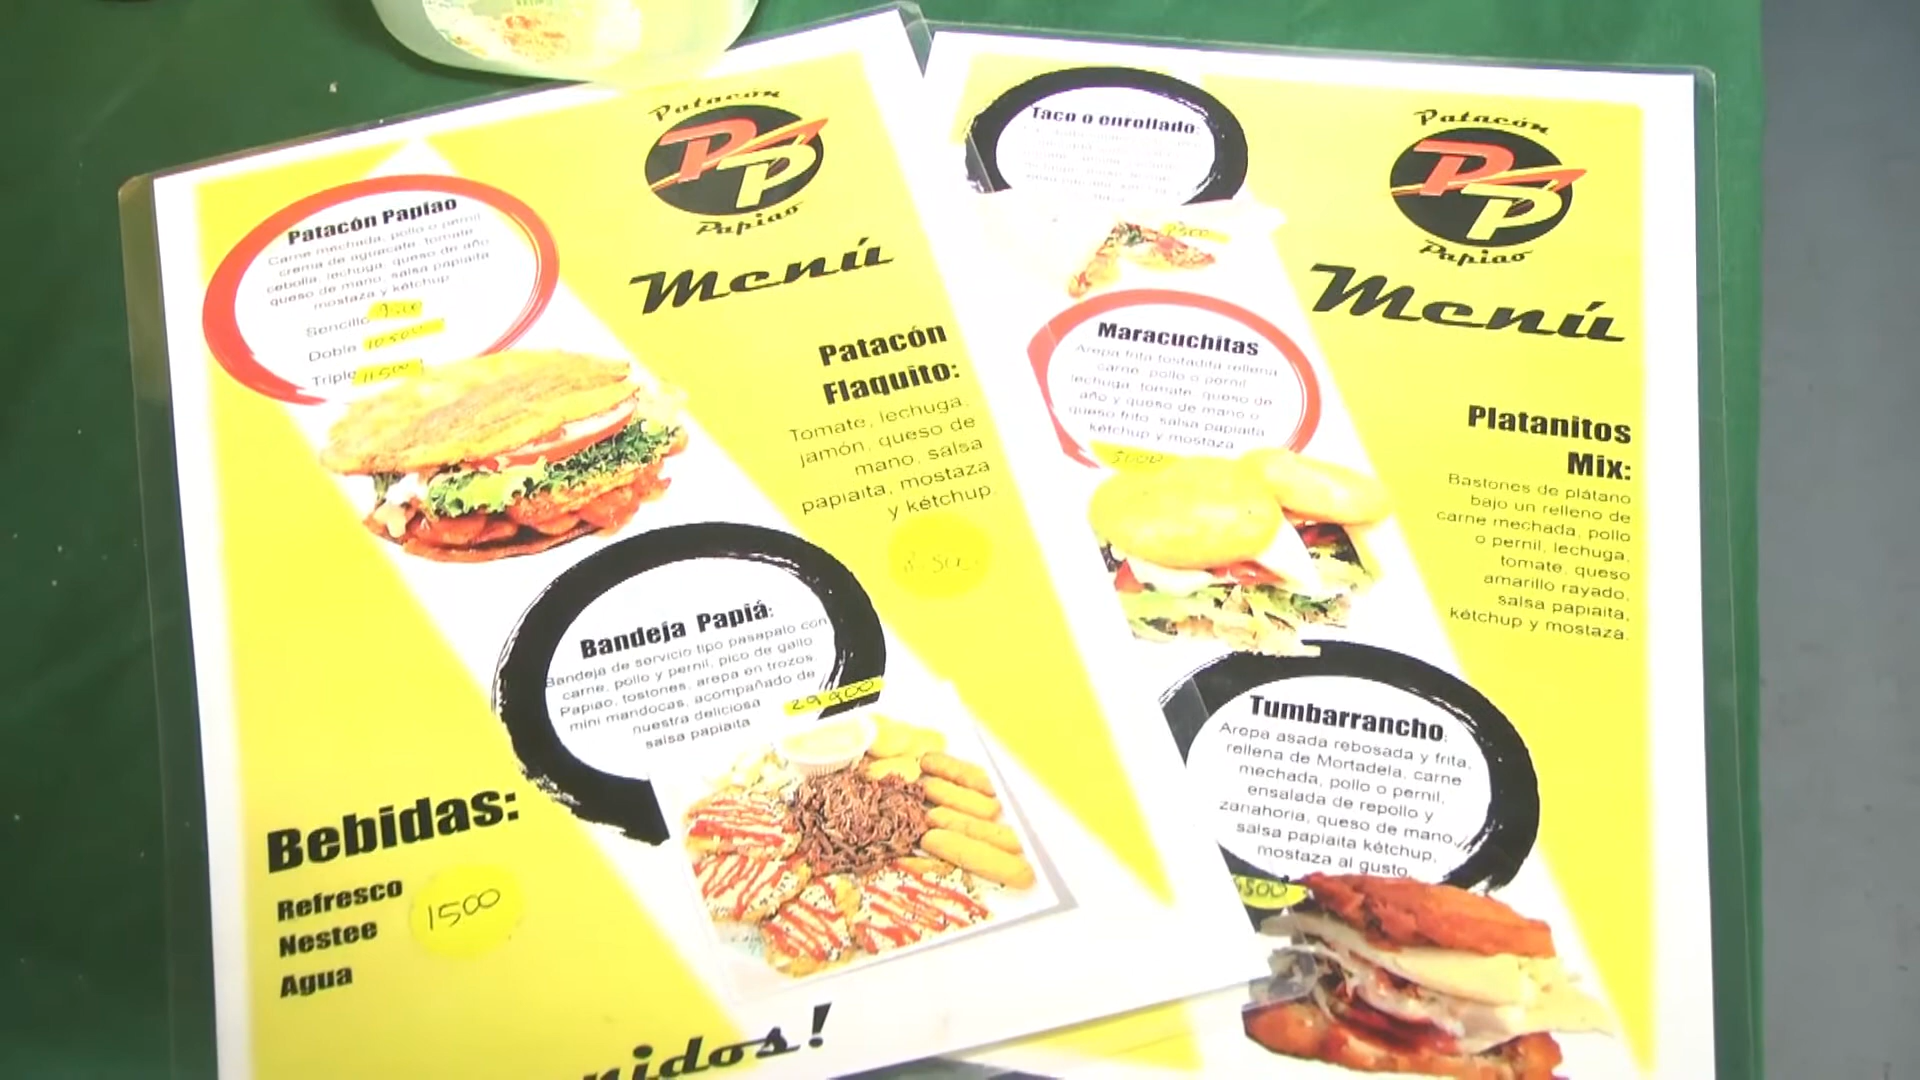 Patacón
PP
Papiao
Menú
Patacón Papiao
Carne mechada, pollo o pernil
crema de aguacate, tomate
cebolla, lechuga, queso de año
queso de mano, salsa papiaita
mostaza y kétchup
Sencillo
Doble 10500
Triple 11500
Patacón
Flaquito:
Tomate, lechuga,
jamón, queso de
mano, salsa
papiaita, mostaza
y kétchup.
Bandeja Papiá:
Bandeja de servicio tipo pasapalo con
carne, pollo y pernil, pico de gallo
Papiao, tostones, arepa en trozos,
mini mandocas, acompañado de
nuestra deliciosa
salsa papiaita
29900
Bebidas:
Refresco
Nestee
Agua
1500
nidos!
Patacón
PP
Papiao
Menú
Taco o enrollado:
Maracuchitas
Arepa frita tostadita rellena
carne, pollo o pernil
lechuga, tomate, queso de
año y queso de mano o
queso frito, salsa papiaita
kétchup y mostaza
Platanitos
Mix:
Bastones de plátano
bajo un relleno de
carne mechada, pollo
o pernil, lechuga,
tomate, queso
amarillo rayado,
salsa papiaita,
kétchup y mostaza.
Tumbarrancho:
Arepa asada rebosada y frita,
rellena de Mortadela, carne
mechada, pollo o pernil,
ensalada de repollo y
zanahoria, queso de mano,
salsa papiaita kétchup,
mostaza al gusto.